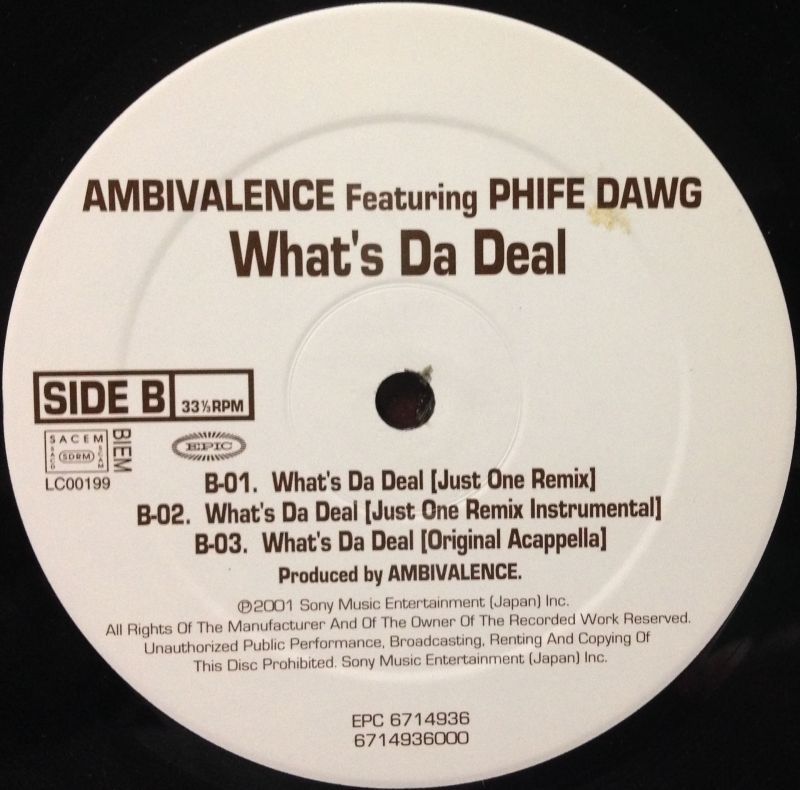 AMBIVALENCE Featuring PHIFE DAWG
What's Da Deal
SIDE B 33⅓RPM
SACEM
SDRM
BIEM
EPIC
LC00199
B-01. What's Da Deal [Just One Remix]
B-02. What's Da Deal [Just One Remix Instrumental]
B-03. What's Da Deal [Original Acappella]
Produced by AMBIVALENCE.
℗2001 Sony Music Entertainment (Japan) Inc.
All Rights Of The Manufacturer And Of The Owner Of The Recorded Work Reserved.
Unauthorized Public Performance, Broadcasting, Renting And Copying Of
This Disc Prohibited. Sony Music Entertainment (Japan) Inc.
EPC 6714936
6714936000